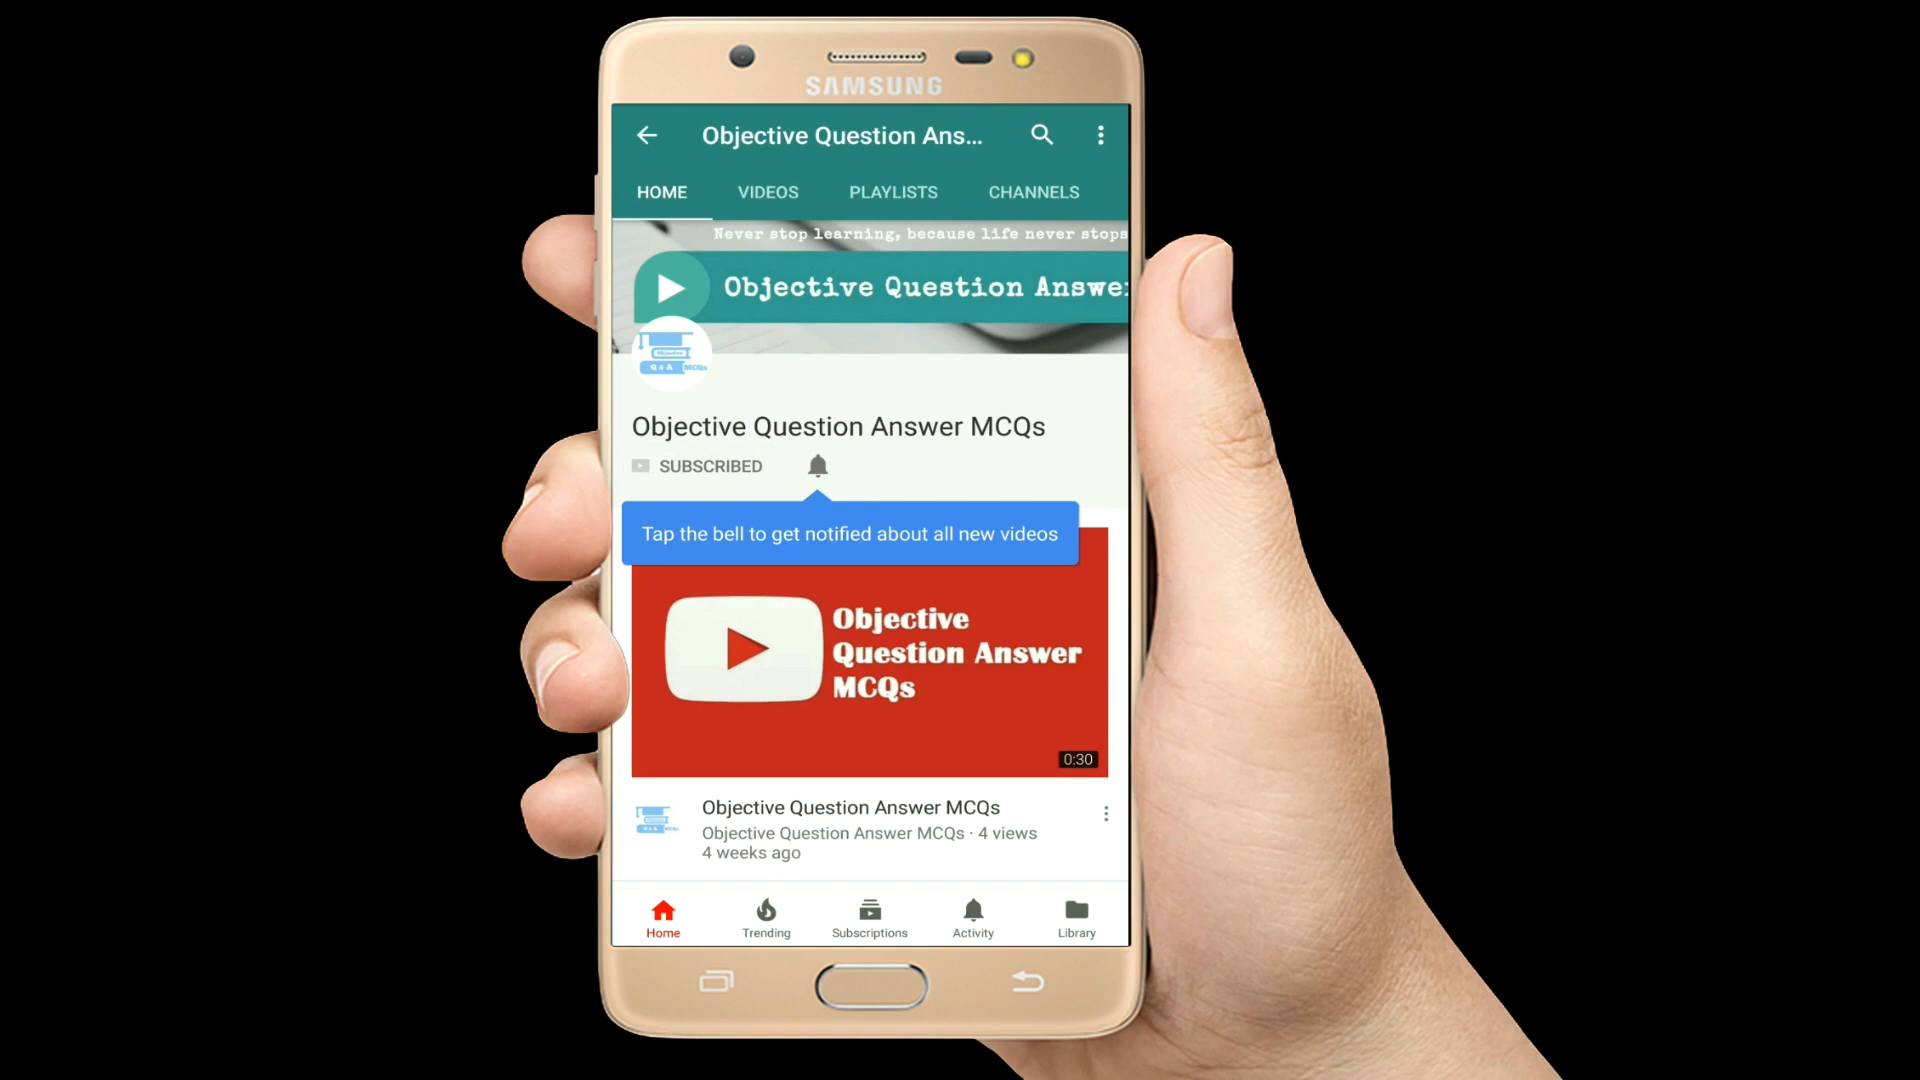 SAMSUNG
Objective Question Ans...
HOME VIDEOS PLAYLISTS CHANNELS
Never stop learning, because life never stops
Objective Question Answe
Objective
Q & A MCQs
Objective Question Answer MCQs
SUBSCRIBED
Tap the bell to get notified about all new videos
Objective
Question Answer
MCQs
0:30
Objective Question Answer MCQs
Objective Question Answer MCQs · 4 views
4 weeks ago
Home Trending Subscriptions Activity Library